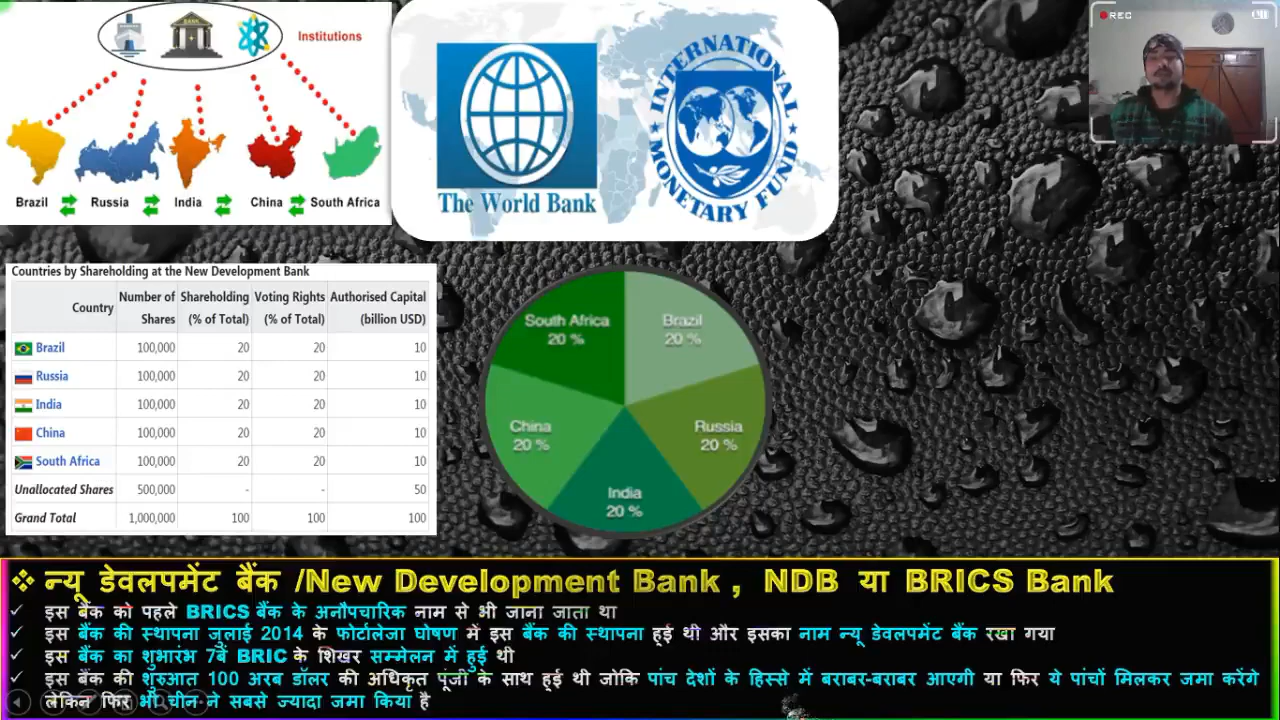 Institutions
Brazil Russia India China South Africa
The World Bank
INTERNATIONAL MONETARY FUND
REC
Countries by Shareholding at the New Development Bank
Country Number of Shares Shareholding (% of Total) Voting Rights (% of Total) Authorised Capital (billion USD)
Brazil 100,000 20 20 10
Russia 100,000 20 20 10
India 100,000 20 20 10
China 100,000 20 20 10
South Africa 100,000 20 20 10
Unallocated Shares 500,000 - - 50
Grand Total 1,000,000 100 100 100
South Africa 20 %
Brazil 20 %
China 20 %
Russia 20 %
India 20 %
❖ न्यू डेवलपमेंट बैंक /New Development Bank , NDB या BRICS Bank
✓ इस बैंक को पहले BRICS बैंक के अनौपचारिक नाम से भी जाना जाता था
✓ इस बैंक की स्थापना जुलाई 2014 के फोर्टालेजा घोषण में इस बैंक की स्थापना हुई थी और इसका नाम न्यू डेवलपमेंट बैंक रखा गया
✓ इस बैंक का शुभारंभ 7बें BRIC के शिखर सम्मेलन में हुई थी
✓ इस बैंक की शुरुआत 100 अरब डॉलर की अधिकृत पूंजी के साथ हुई थी जोकि पांच देशों के हिस्से में बराबर-बराबर आएगी या फिर ये पांचों मिलकर जमा करेंगे
लेकिन फिर भी चीन ने सबसे ज्यादा जमा किया है